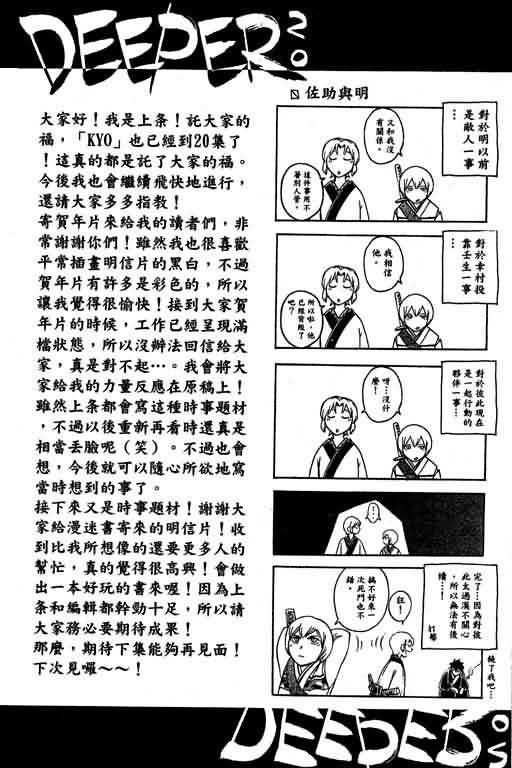 DEEPER 20
大家好！我是上条！託大家的
福，「KYO」也已經到20集了
！這真的都是託了大家的福。
今後我也會繼續飛快地進行，
還請大家多多指教！
寄賀年片來給我的讀者們，非
常謝謝你們！雖然我也很喜歡
平常插畫明信片的黑白，不過
賀年片有許多是彩色的，所以
讓我覺得很愉快！接到大家賀
年片的時候，工作已經呈現滿
檔狀態，所以沒辦法回信給大
家，真是對不起…。我會將大
家給我的力量反應在原稿上！
雖然上条都會寫這種時事題材
，不過以後重新再看時還真是
相當丟臉呢（笑）。不過也會
想，今後就可以隨心所欲地寫
當時想到的事了。
接下來又是時事題材！謝謝大
家給漫迷書寄來的明信片！收
到比我所想像的還要更多人的
幫忙，真的覺得很高興！會做
出一本好玩的書來喔！因為上
条和編輯都幹勁十足，所以請
大家務必要期待成果！
那麼，期待下集能夠再見面！
下次見囉～～！
佐助與明
對於明以前
是敵人一事
…
又和我沒
有關係。
這件事用不
著別人管。
對於幸村投
靠壬生一事
…
我相信
他。
所以啦，他
已經背叛了
吧？
對於彼此現在
是一起行動的
夥伴一事…
呀…沒什
麼！
…
完了…因為對彼
此太過漠不關心
，所以無法有後
續…！
狂！
搞不好來一
次死鬥也不
錯。
饒了我吧…
DEEPER 20